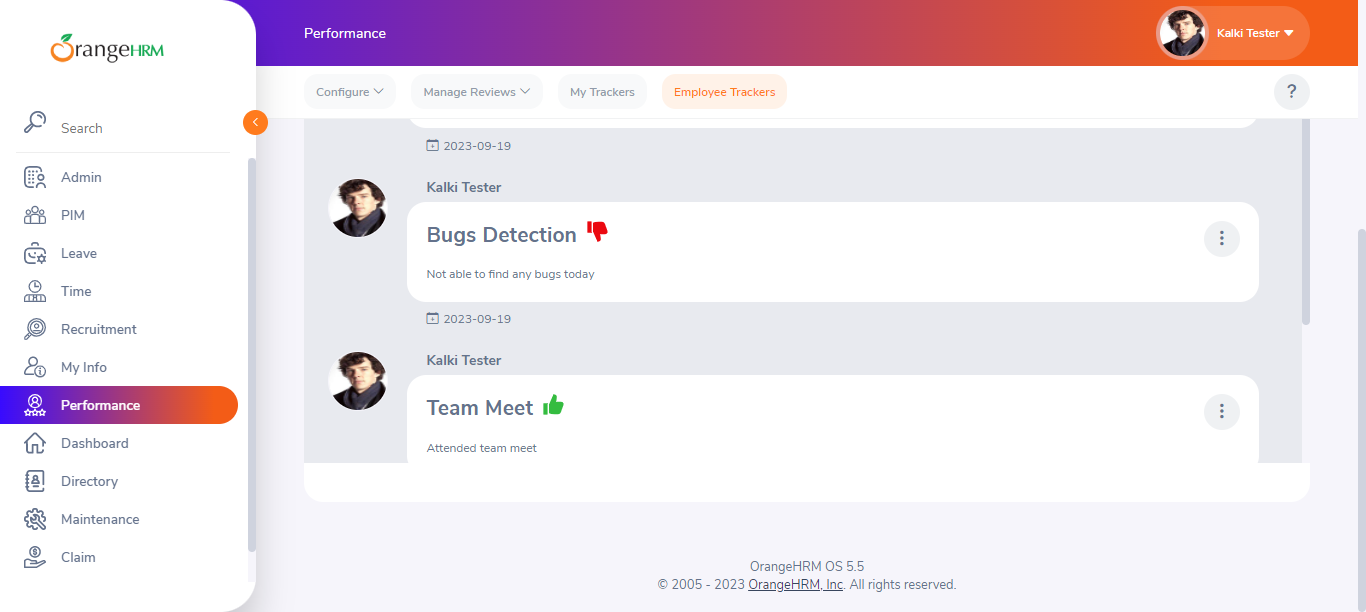 OrangeHRM
Performance
Kalki Tester
Configure
Manage Reviews
My Trackers
Employee Trackers
?
Search
Admin
PIM
Leave
Time
Recruitment
My Info
Performance
Dashboard
Directory
Maintenance
Claim
2023-09-19
Kalki Tester
Bugs Detection
Not able to find any bugs today
2023-09-19
Kalki Tester
Team Meet
Attended team meet
OrangeHRM OS 5.5
© 2005 - 2023 OrangeHRM, Inc. All rights reserved.